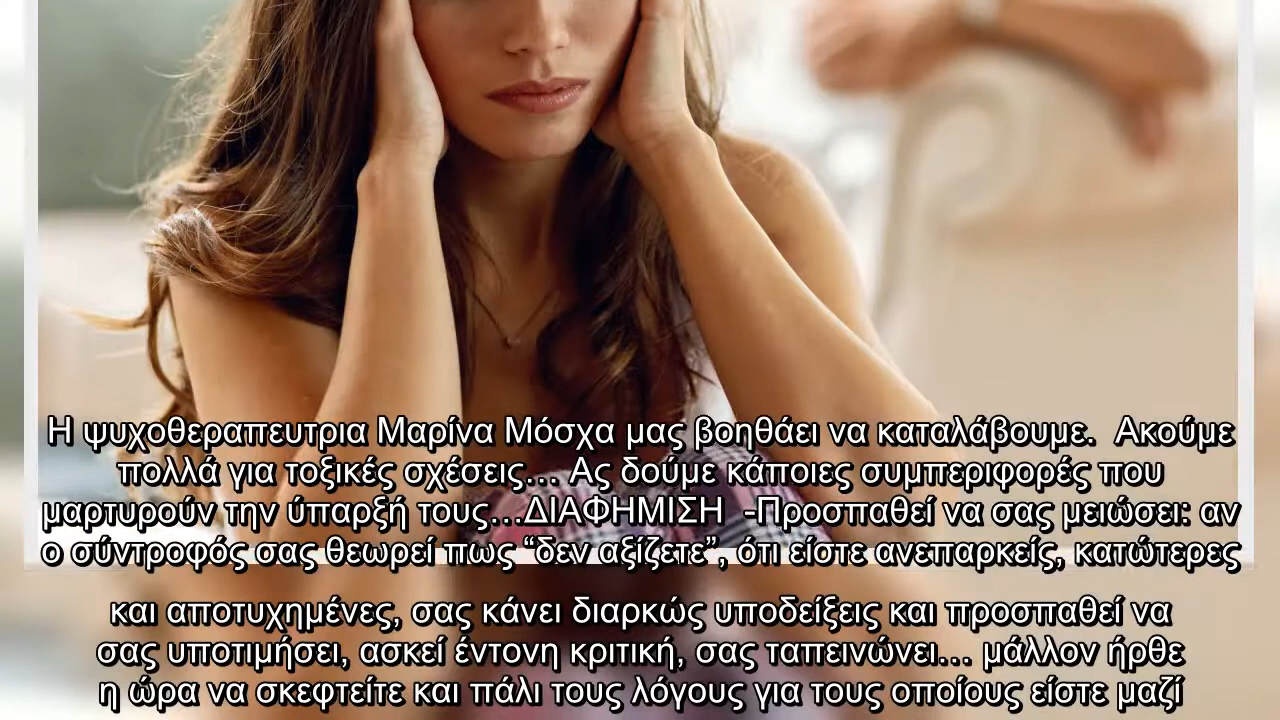 Η ψυχοθεραπευτρια Μαρίνα Μόσχα μας βοηθάει να καταλάβουμε.  Ακούμε
πολλά για τοξικές σχέσεις… Ας δούμε κάποιες συμπεριφορές που
μαρτυρούν την ύπαρξή τους…ΔΙΑΦΗΜΙΣΗ  -Προσπαθεί να σας μειώσει: αν
ο σύντροφός σας θεωρεί πως “δεν αξίζετε”, ότι είστε ανεπαρκείς, κατώτερες
και αποτυχημένες, σας κάνει διαρκώς υποδείξεις και προσπαθεί να
σας υποτιμήσει, ασκεί έντονη κριτική, σας ταπεινώνει… μάλλον ήρθε
η ώρα να σκεφτείτε και πάλι τους λόγους για τους οποίους είστε μαζί